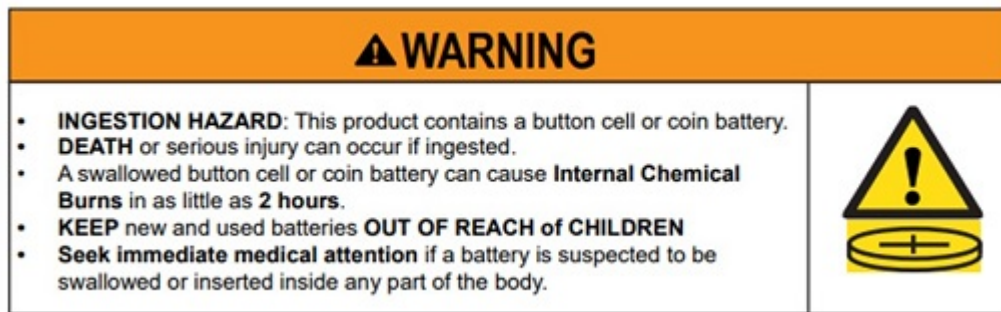 WARNING
• INGESTION HAZARD: This product contains a button cell or coin battery.
• DEATH or serious injury can occur if ingested.
• A swallowed button cell or coin battery can cause Internal Chemical
Burns in as little as 2 hours.
• KEEP new and used batteries OUT OF REACH of CHILDREN
• Seek immediate medical attention if a battery is suspected to be
swallowed or inserted inside any part of the body.